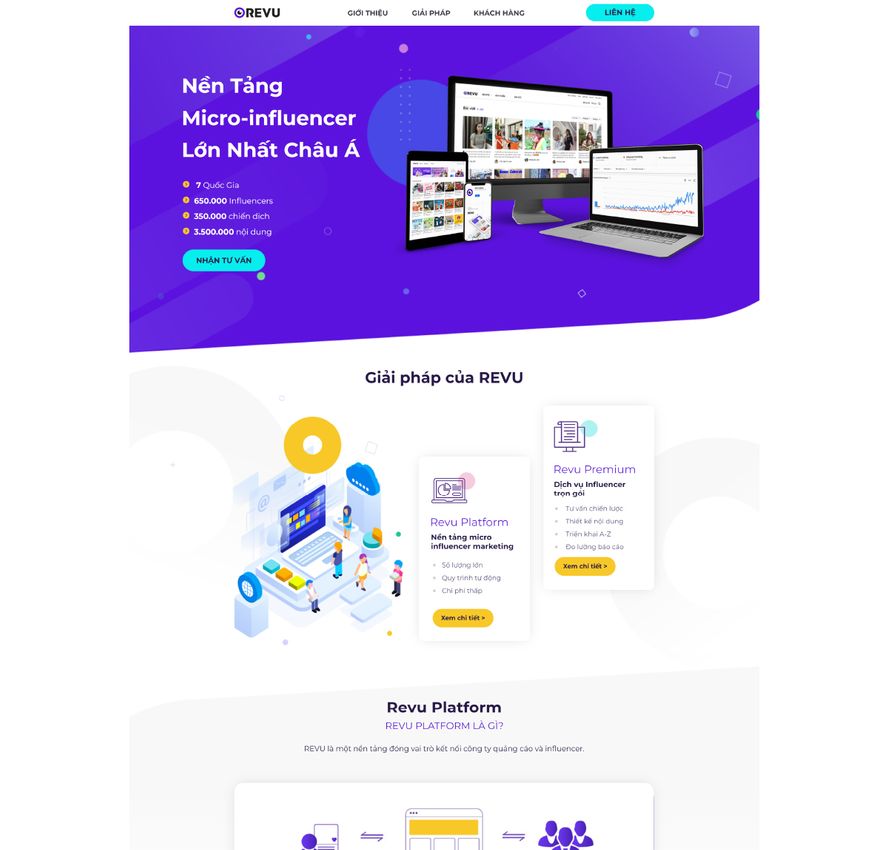 REVU
GIỚI THIỆU
GIẢI PHÁP
KHÁCH HÀNG
LIÊN HỆ
Nền Tảng
Micro-influencer
Lớn Nhất Châu Á
7 Quốc Gia
650.000 Influencers
350.000 chiến dịch
3.500.000 nội dung
NHẬN TƯ VẤN
Giải pháp của REVU
Revu Platform
Nền tảng micro
influencer marketing
Số lượng lớn
Quy trình tự động
Chi phí thấp
Xem chi tiết >
Revu Premium
Dịch vụ Influencer
trọn gói
Tư vấn chiến lược
Thiết kế nội dung
Triển khai A-Z
Đo lường báo cáo
Xem chi tiết >
Revu Platform
REVU PLATFORM LÀ GÌ?
REVU là một nền tảng đóng vai trò kết nối công ty quảng cáo và influencer.